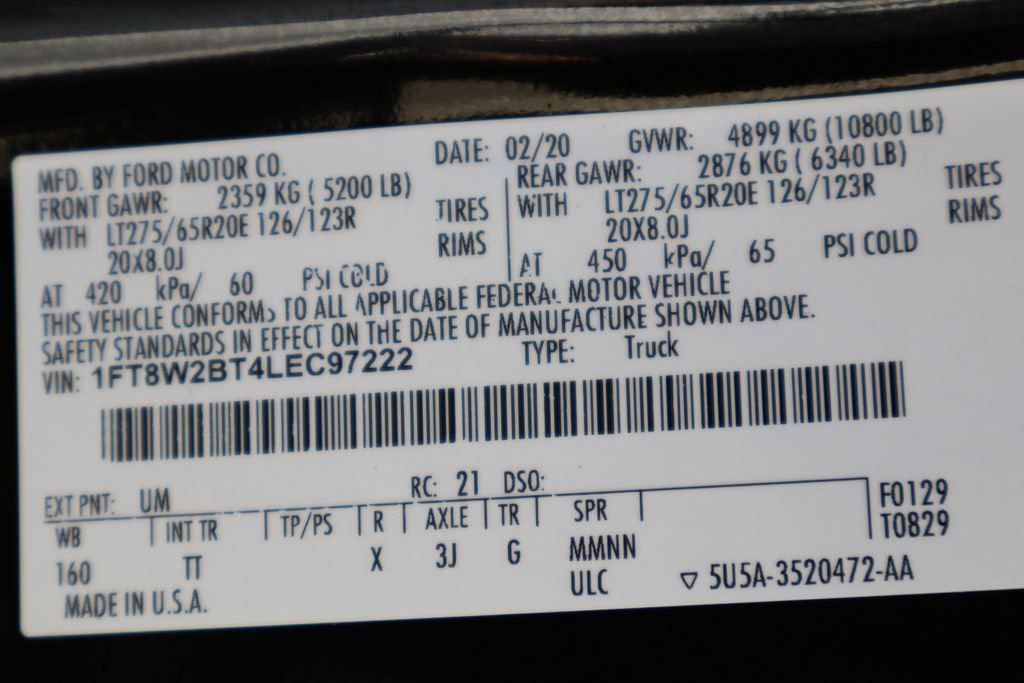 MFD. BY FORD MOTOR CO. DATE: 02/20 GVWR: 4899 KG (10800 LB)
FRONT GAWR: 2359 KG ( 5200 LB) REAR GAWR: 2876 KG ( 6340 LB)
WITH LT275/65R20E 126/123R TIRES WITH LT275/65R20E 126/123R TIRES
20X8.0J RIMS 20X8.0J RIMS
AT 420 kPa/ 60 PSI COLD AT 450 kPa/ 65 PSI COLD
THIS VEHICLE CONFORMS TO ALL APPLICABLE FEDERAL MOTOR VEHICLE
SAFETY STANDARDS IN EFFECT ON THE DATE OF MANUFACTURE SHOWN ABOVE.
VIN: 1FT8W2BT4LEC97222 TYPE: Truck
EXT PNT: UM RC: 21 DSO:
WB INT TR TP/PS R AXLE TR SPR F0129
T0829
160 TT X 3J G MMNN
ULC
MADE IN U.S.A. ▽ 5U5A-3520472-AA